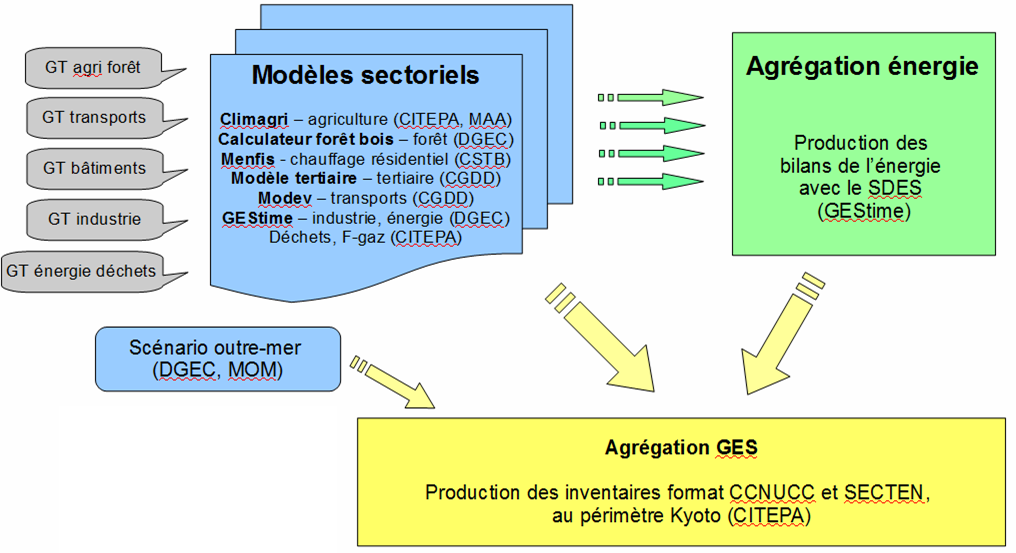 GT agri forêt
GT transports
GT bâtiments
GT industrie
GT énergie déchets
Modèles sectoriels
Climagri – agriculture (CITEPA, MAA)
Calculateur forêt bois – forêt (DGEC)
Menfis - chauffage résidentiel (CSTB)
Modèle tertiaire – tertiaire (CGDD)
Modev – transports (CGDD)
GEStime – industrie, énergie (DGEC)
Déchets, F-gaz (CITEPA)
Agrégation énergie
Production des
bilans de l’énergie
avec le SDES
(GEStime)
Scénario outre-mer
(DGEC, MOM)
Agrégation GES
Production des inventaires format CCNUCC et SECTEN,
au périmètre Kyoto (CITEPA)